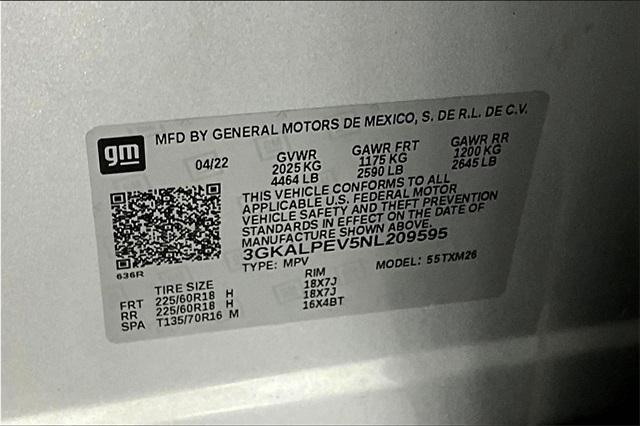 gm
MFD BY GENERAL MOTORS DE MEXICO, S. DE R.L. DE C.V.
04/22 GVWR GAWR FRT GAWR RR
2025 KG 1175 KG 1200 KG
4464 LB 2590 LB 2645 LB
THIS VEHICLE CONFORMS TO ALL
APPLICABLE U.S. FEDERAL MOTOR
VEHICLE SAFETY AND THEFT PREVENTION
STANDARDS IN EFFECT ON THE DATE OF
MANUFACTURE SHOWN ABOVE.
3GKALPEV5NL209595
636R
TYPE: MPV MODEL: 55TXM26
TIRE SIZE RIM
FRT 225/60R18 H 18X7J
RR 225/60R18 H 18X7J
SPA T135/70R16 M 16X4BT